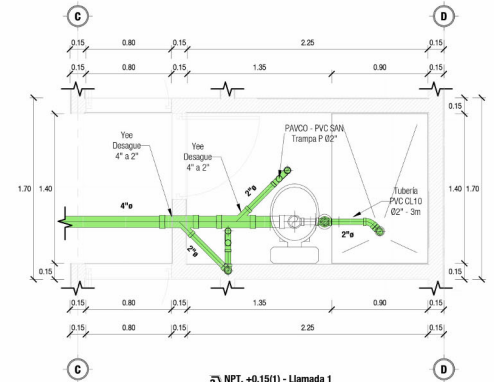 C
D
0.15
0.80
0.15
2.25
0.15
0.15
0.80
0.15
1.35
0.90
0.15
0.15
PAVCO - PVC SAN
Trampa P Ø2"
Yee
Desague
4" a 2"
Yee
Desague
4" a 2"
1.70
1.40
1.40
1.70
Tubería
PVC CL10
Ø2" - 3m
4"ø
2"ø
2"ø
2"ø
0.15
0.15
0.15
0.80
0.15
1.35
0.90
0.15
0.15
0.80
0.15
2.25
0.15
C
D
NPT. +0.15(1) - Llamada 1